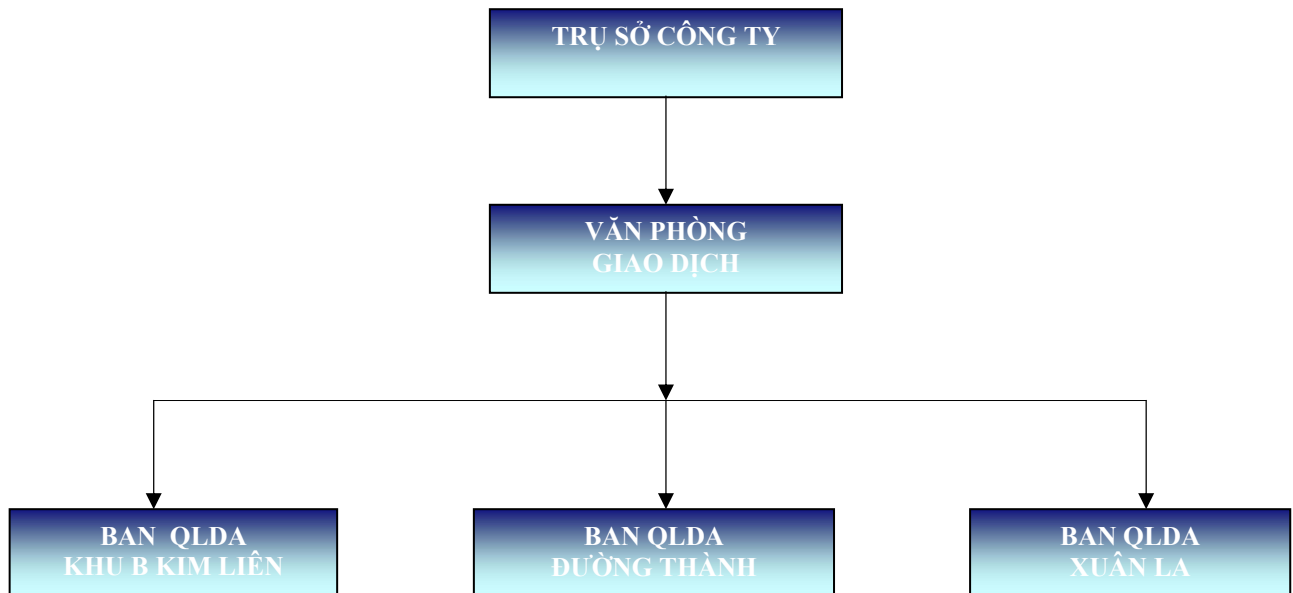 TRỤ SỞ CÔNG TY
VĂN PHÒNG
GIAO DỊCH
BAN QLDA
KHU B KIM LIÊN
BAN QLDA
ĐƯỜNG THÀNH
BAN QLDA
XUÂN LA